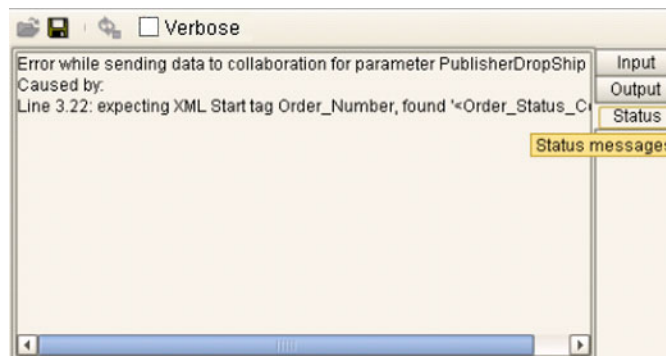 Verbose
Error while sending data to collaboration for parameter PublisherDropShip
Caused by:
Line 3.22: expecting XML Start tag Order_Number, found '<Order_Status_C
Input
Output
Status
Status messages